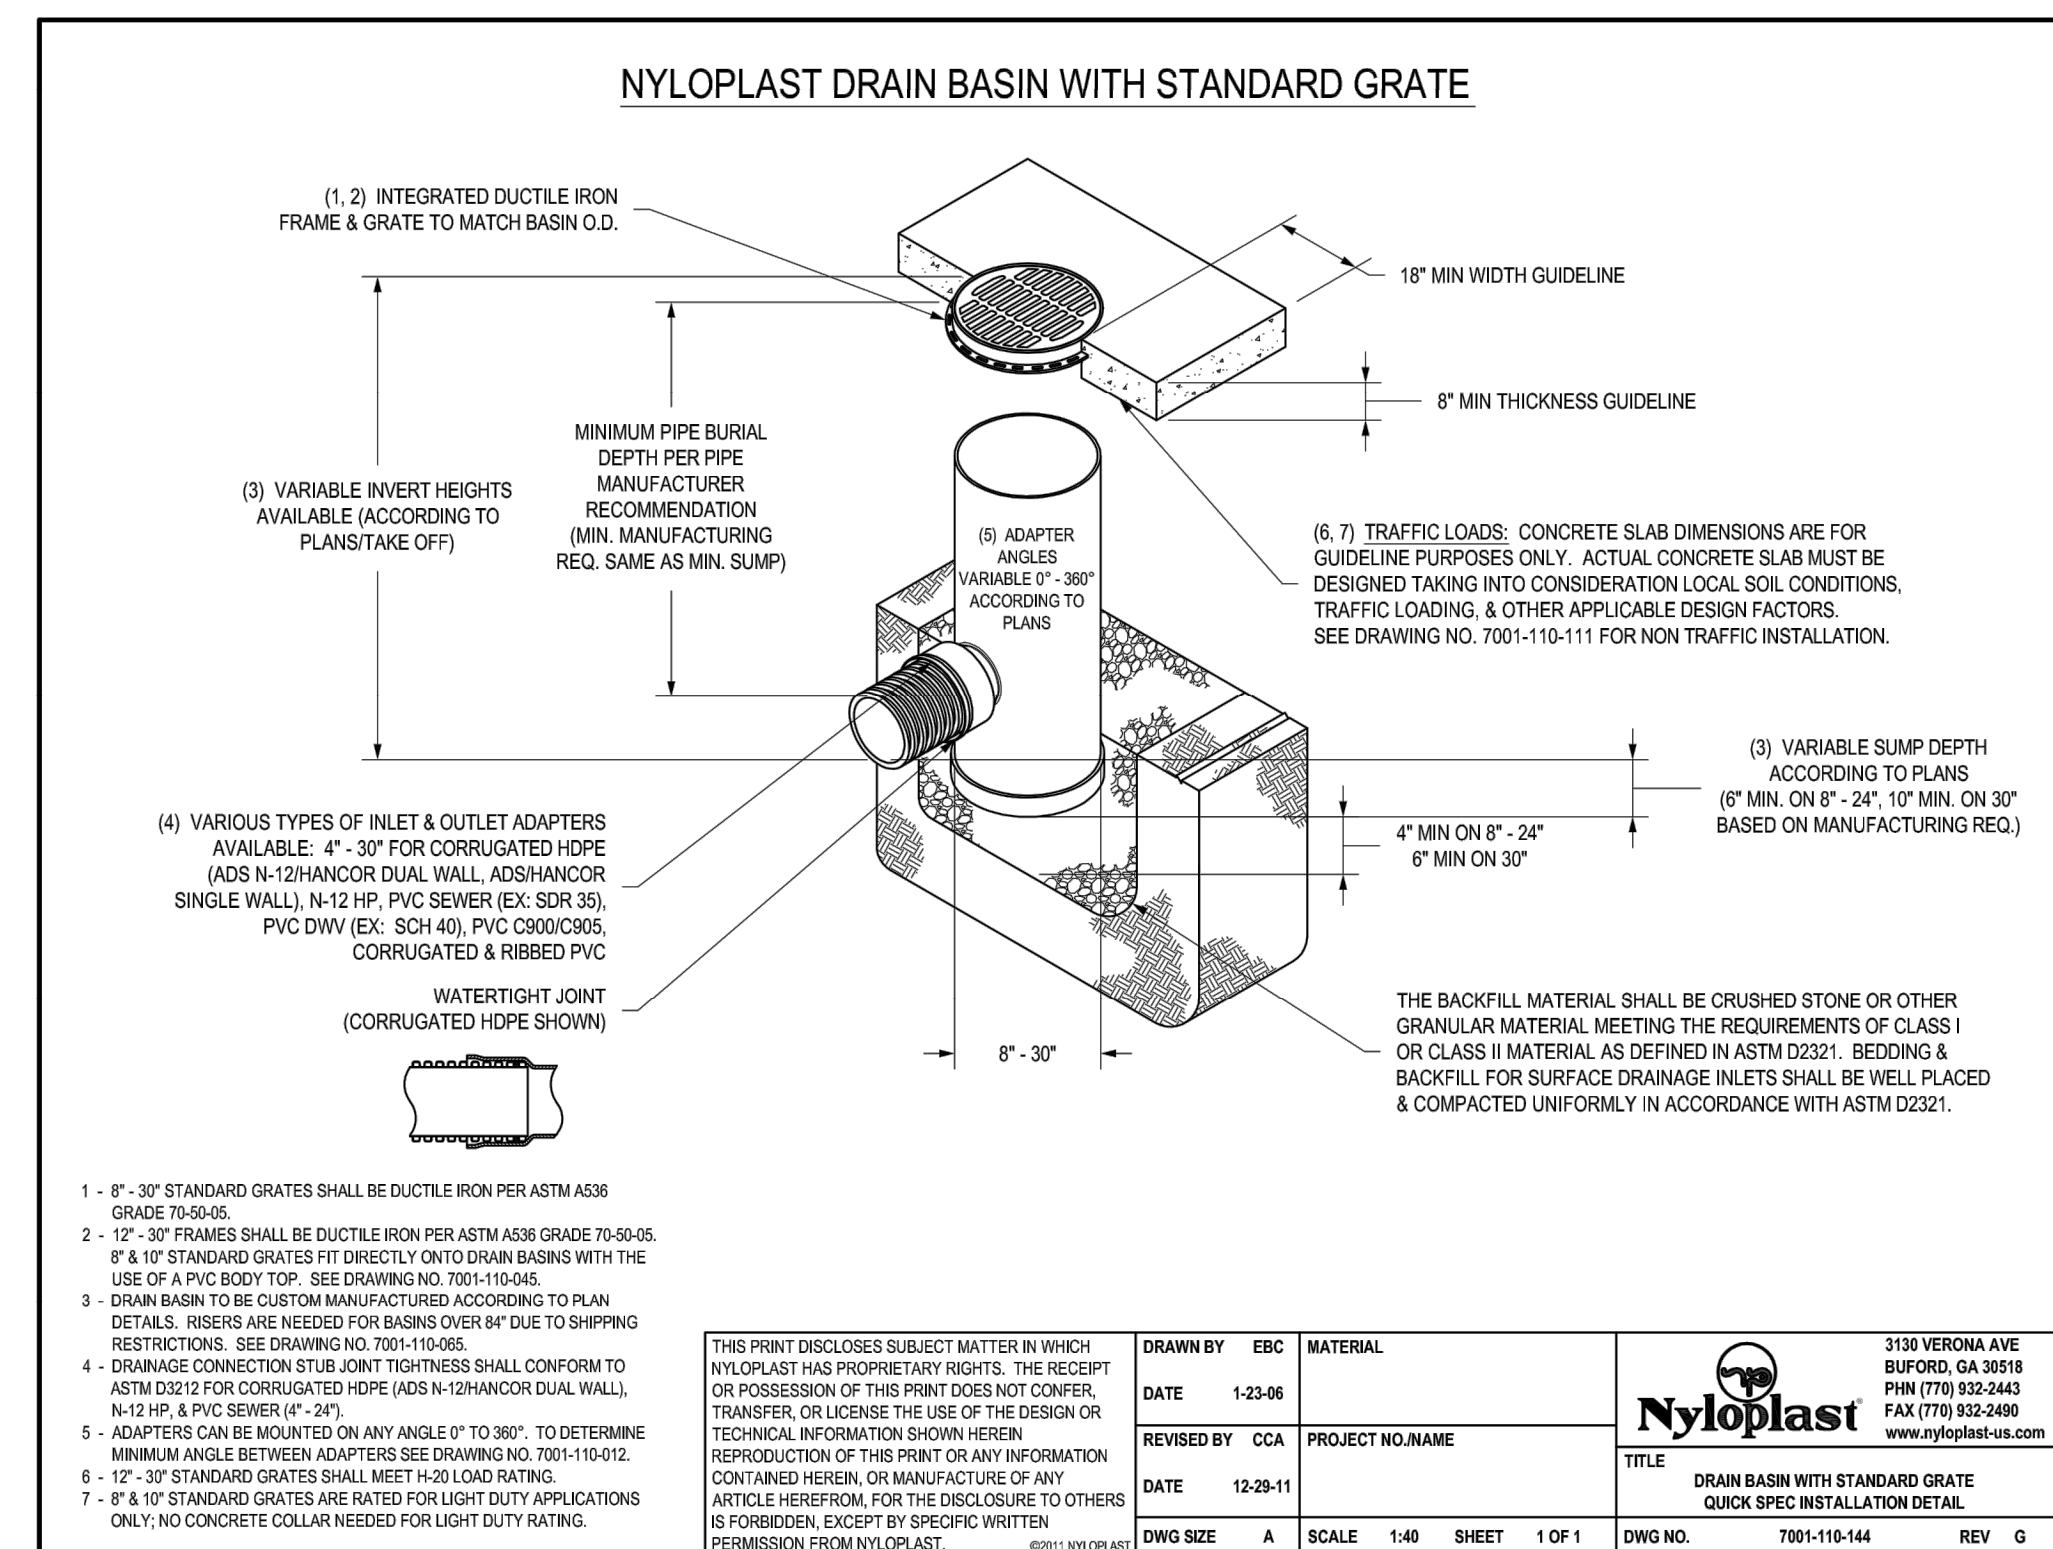 NYLOPLAST DRAIN BASIN WITH STANDARD GRATE
(1, 2) INTEGRATED DUCTILE IRON
FRAME & GRATE TO MATCH BASIN O.D.
18" MIN WIDTH GUIDELINE
8" MIN THICKNESS GUIDELINE
MINIMUM PIPE BURIAL
DEPTH PER PIPE
MANUFACTURER
RECOMMENDATION
(MIN. MANUFACTURING
REQ. SAME AS MIN. SUMP)
(3) VARIABLE INVERT HEIGHTS
AVAILABLE (ACCORDING TO
PLANS/TAKE OFF)
(5) ADAPTER
ANGLES
VARIABLE 0° - 360°
ACCORDING TO
PLANS
(6, 7) TRAFFIC LOADS: CONCRETE SLAB DIMENSIONS ARE FOR
GUIDELINE PURPOSES ONLY. ACTUAL CONCRETE SLAB MUST BE
DESIGNED TAKING INTO CONSIDERATION LOCAL SOIL CONDITIONS,
TRAFFIC LOADING, & OTHER APPLICABLE DESIGN FACTORS.
SEE DRAWING NO. 7001-110-111 FOR NON TRAFFIC INSTALLATION.
(3) VARIABLE SUMP DEPTH
ACCORDING TO PLANS
(6" MIN. ON 8" - 24", 10" MIN. ON 30"
BASED ON MANUFACTURING REQ.)
4" MIN ON 8" - 24"
6" MIN ON 30"
(4) VARIOUS TYPES OF INLET & OUTLET ADAPTERS
AVAILABLE: 4" - 30" FOR CORRUGATED HDPE
(ADS N-12/HANCOR DUAL WALL, ADS/HANCOR
SINGLE WALL), N-12 HP, PVC SEWER (EX: SDR 35),
PVC DWV (EX: SCH 40), PVC C900/C905,
CORRUGATED & RIBBED PVC
WATERTIGHT JOINT
(CORRUGATED HDPE SHOWN)
8" - 30"
THE BACKFILL MATERIAL SHALL BE CRUSHED STONE OR OTHER
GRANULAR MATERIAL MEETING THE REQUIREMENTS OF CLASS I
OR CLASS II MATERIAL AS DEFINED IN ASTM D2321. BEDDING &
BACKFILL FOR SURFACE DRAINAGE INLETS SHALL BE WELL PLACED
& COMPACTED UNIFORMLY IN ACCORDANCE WITH ASTM D2321.
1 - 8" - 30" STANDARD GRATES SHALL BE DUCTILE IRON PER ASTM A536
GRADE 70-50-05.
2 - 12" - 30" FRAMES SHALL BE DUCTILE IRON PER ASTM A536 GRADE 70-50-05.
8" & 10" STANDARD GRATES FIT DIRECTLY ONTO DRAIN BASINS WITH THE
USE OF A PVC BODY TOP. SEE DRAWING NO. 7001-110-045.
3 - DRAIN BASIN TO BE CUSTOM MANUFACTURED ACCORDING TO PLAN
DETAILS. RISERS ARE NEEDED FOR BASINS OVER 84" DUE TO SHIPPING
RESTRICTIONS. SEE DRAWING NO. 7001-110-065.
4 - DRAINAGE CONNECTION STUB JOINT TIGHTNESS SHALL CONFORM TO
ASTM D3212 FOR CORRUGATED HDPE (ADS N-12/HANCOR DUAL WALL),
N-12 HP, & PVC SEWER (4" - 24").
5 - ADAPTERS CAN BE MOUNTED ON ANY ANGLE 0° TO 360°. TO DETERMINE
MINIMUM ANGLE BETWEEN ADAPTERS SEE DRAWING NO. 7001-110-012.
6 - 12" - 30" STANDARD GRATES SHALL MEET H-20 LOAD RATING.
7 - 8" & 10" STANDARD GRATES ARE RATED FOR LIGHT DUTY APPLICATIONS
ONLY; NO CONCRETE COLLAR NEEDED FOR LIGHT DUTY RATING.
THIS PRINT DISCLOSES SUBJECT MATTER IN WHICH
NYLOPLAST HAS PROPRIETARY RIGHTS. THE RECEIPT
OR POSSESSION OF THIS PRINT DOES NOT CONFER,
TRANSFER, OR LICENSE THE USE OF THE DESIGN OR
TECHNICAL INFORMATION SHOWN HEREIN
REPRODUCTION OF THIS PRINT OR ANY INFORMATION
CONTAINED HEREIN, OR MANUFACTURE OF ANY
ARTICLE HEREFROM, FOR THE DISCLOSURE TO OTHERS
IS FORBIDDEN, EXCEPT BY SPECIFIC WRITTEN
PERMISSION FROM NYLOPLAST.
©2011 NYLOPLAST
DRAWN BY EBC
DATE 1-23-06
REVISED BY CCA
DATE 12-29-11
DWG SIZE A
MATERIAL
PROJECT NO./NAME
SCALE 1:40 SHEET 1 OF 1
Nyloplast
3130 VERONA AVE
BUFORD, GA 30518
PHN (770) 932-2443
FAX (770) 932-2490
www.nyloplast-us.com
TITLE
DRAIN BASIN WITH STANDARD GRATE
QUICK SPEC INSTALLATION DETAIL
DWG NO. 7001-110-144 REV G